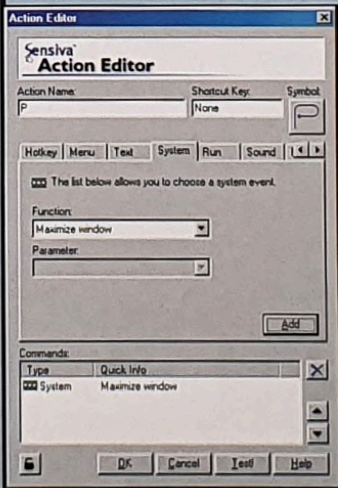 Action Editor
Sensiva
Action Editor
Action Name: Shortcut Key: Symbol:
P None
Hotkey Menu Text System Run Sound
The list below allows you to choose a system event.
Function:
Maximize window
Parameter:
Add
Commands:
Type Quick Info
System Maximize window
OK Cancel Test! Help